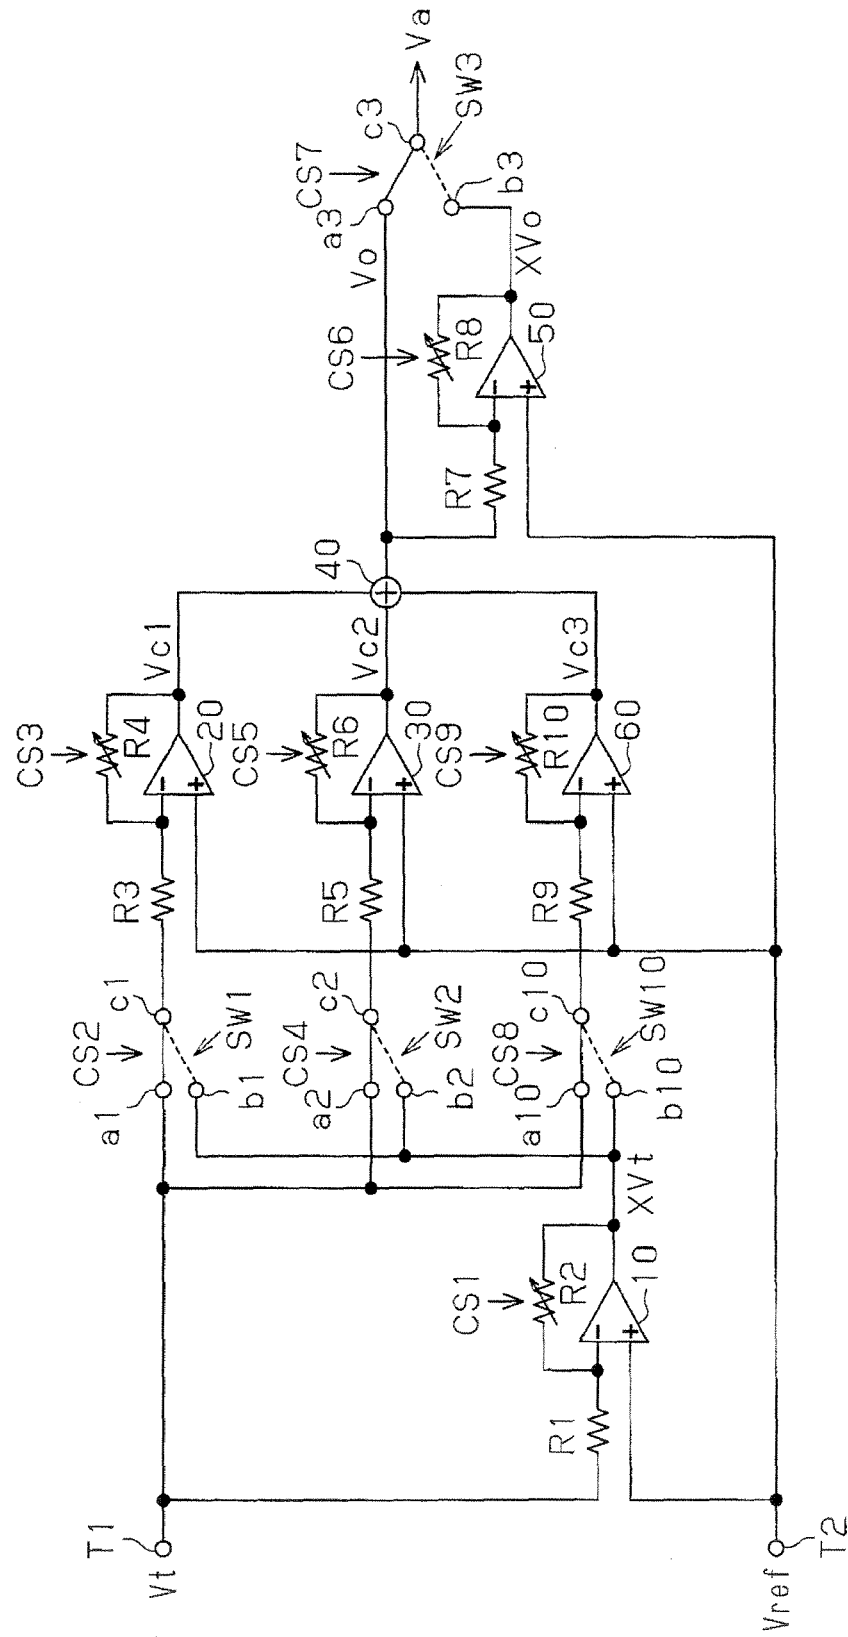 T1
Vt
Vref
T2
R1
CS1
R2
10
XVt
a1
CS2
c1
b1
SW1
a2
CS4
c2
b2
SW2
a10
CS8
c10
b10
SW10
R3
CS3
R4
20
Vc1
R5
CS5
R6
30
Vc2
R9
CS9
R10
60
Vc3
40
R7
CS6
R8
50
XVo
Vo
a3
CS7
c3
b3
SW3
Va
− +
− +
− +
− +
− +
+